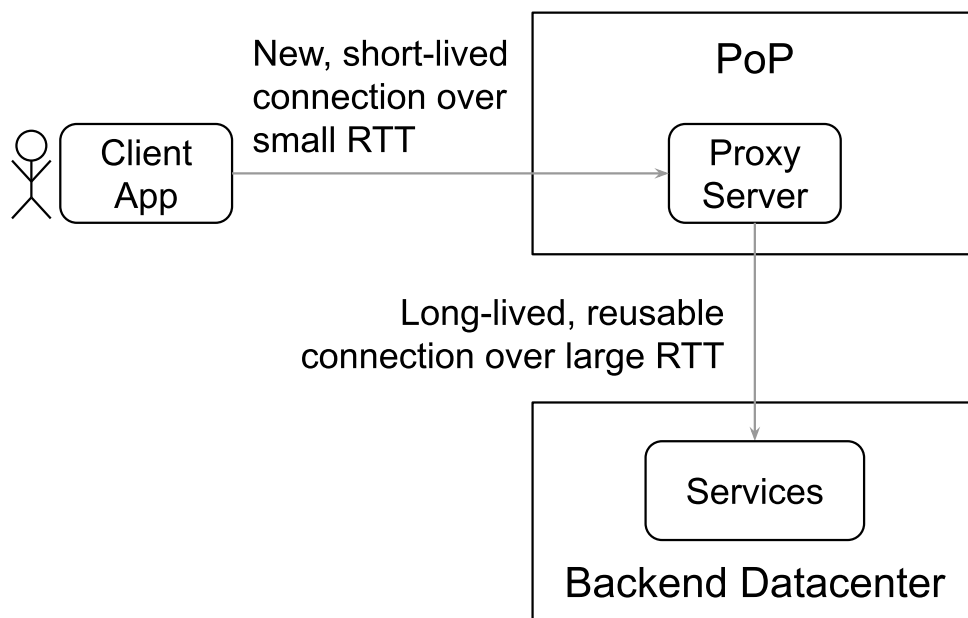 New, short-lived
connection over
small RTT
PoP
Client
App
Proxy
Server
Long-lived, reusable
connection over large RTT
Services
Backend Datacenter